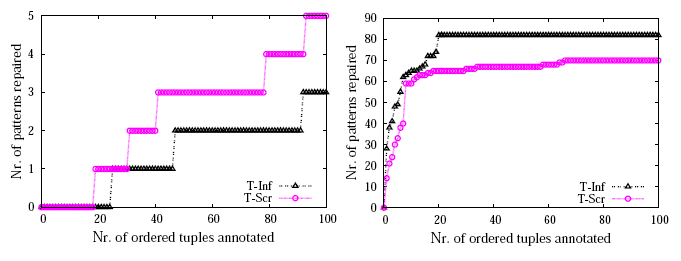 Nr. of patterns repaired
5
4
3
2
1
0
0 20 40 60 80 100
Nr. of ordered tuples annotated
T-Inf
T-Scr
Nr. of patterns repaired
90
80
70
60
50
40
30
20
10
0
0 20 40 60 80 100
Nr. of ordered tuples annotated
T-Inf
T-Scr